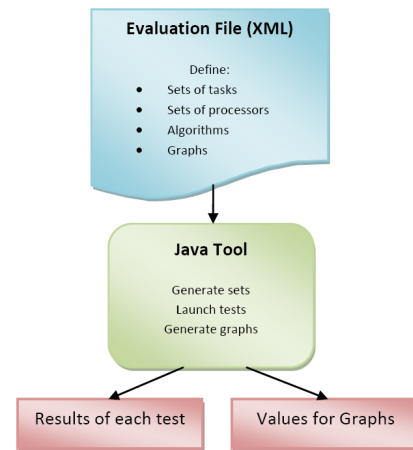 Evaluation File (XML)
Define:
• Sets of tasks
• Sets of processors
• Algorithms
• Graphs
Java Tool
Generate sets
Launch tests
Generate graphs
Results of each test
Values for Graphs